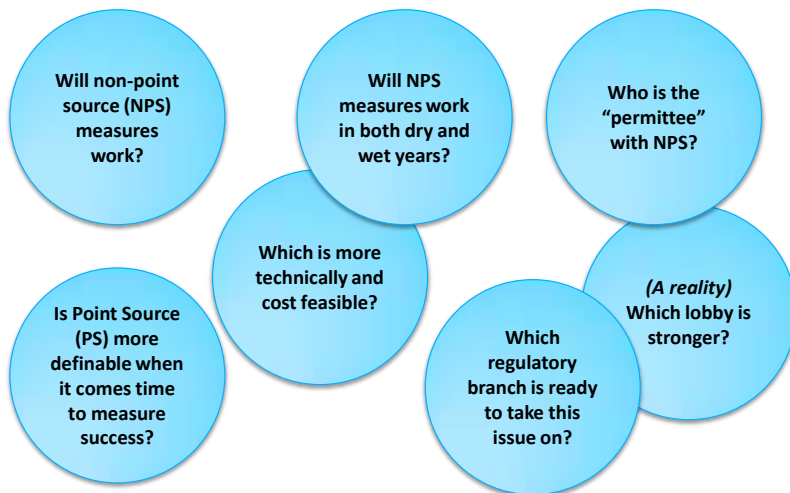 Will non-point
source (NPS)
measures
work?
Will NPS
measures work
in both dry and
wet years?
Who is the
“permittee”
with NPS?
Which is more
technically and
cost feasible?
(A reality)
Which lobby is
stronger?
Is Point Source
(PS) more
definable when
it comes time
to measure
success?
Which
regulatory
branch is ready
to take this
issue on?